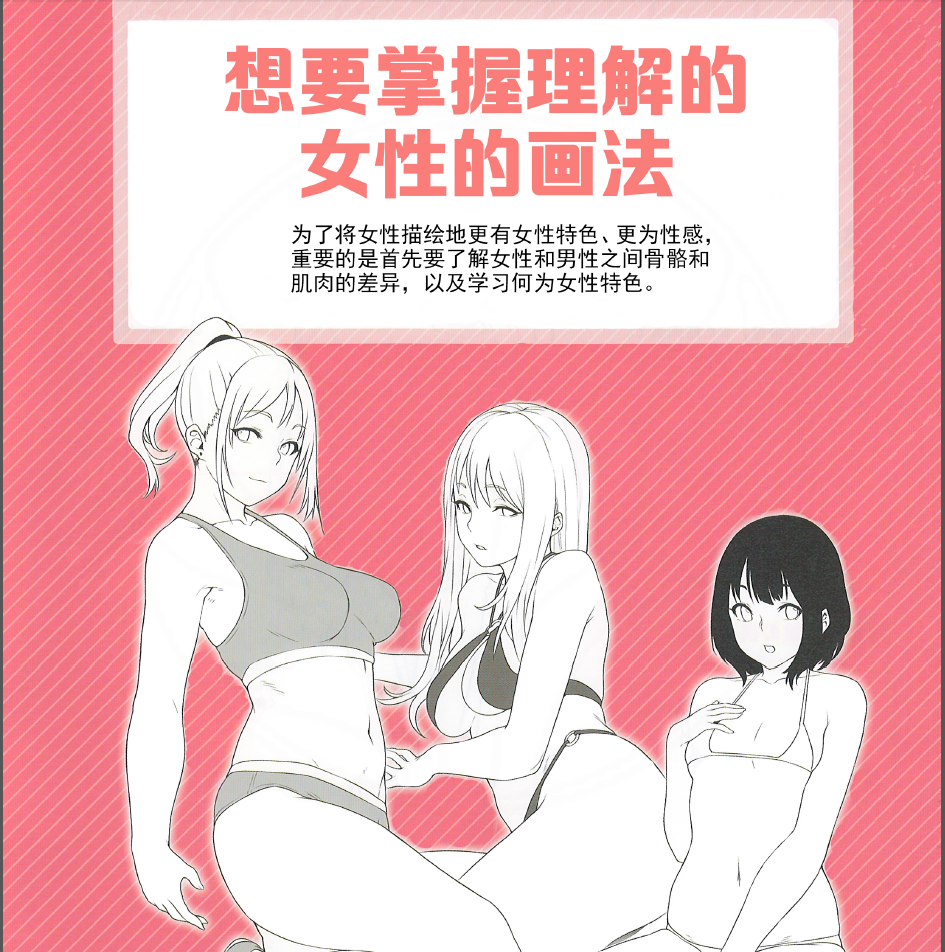 想要掌握理解的
女性的画法
为了将女性描绘地更有女性特色、更为性感，
重要的是首先要了解女性和男性之间骨骼和
肌肉的差异，以及学习何为女性特色。